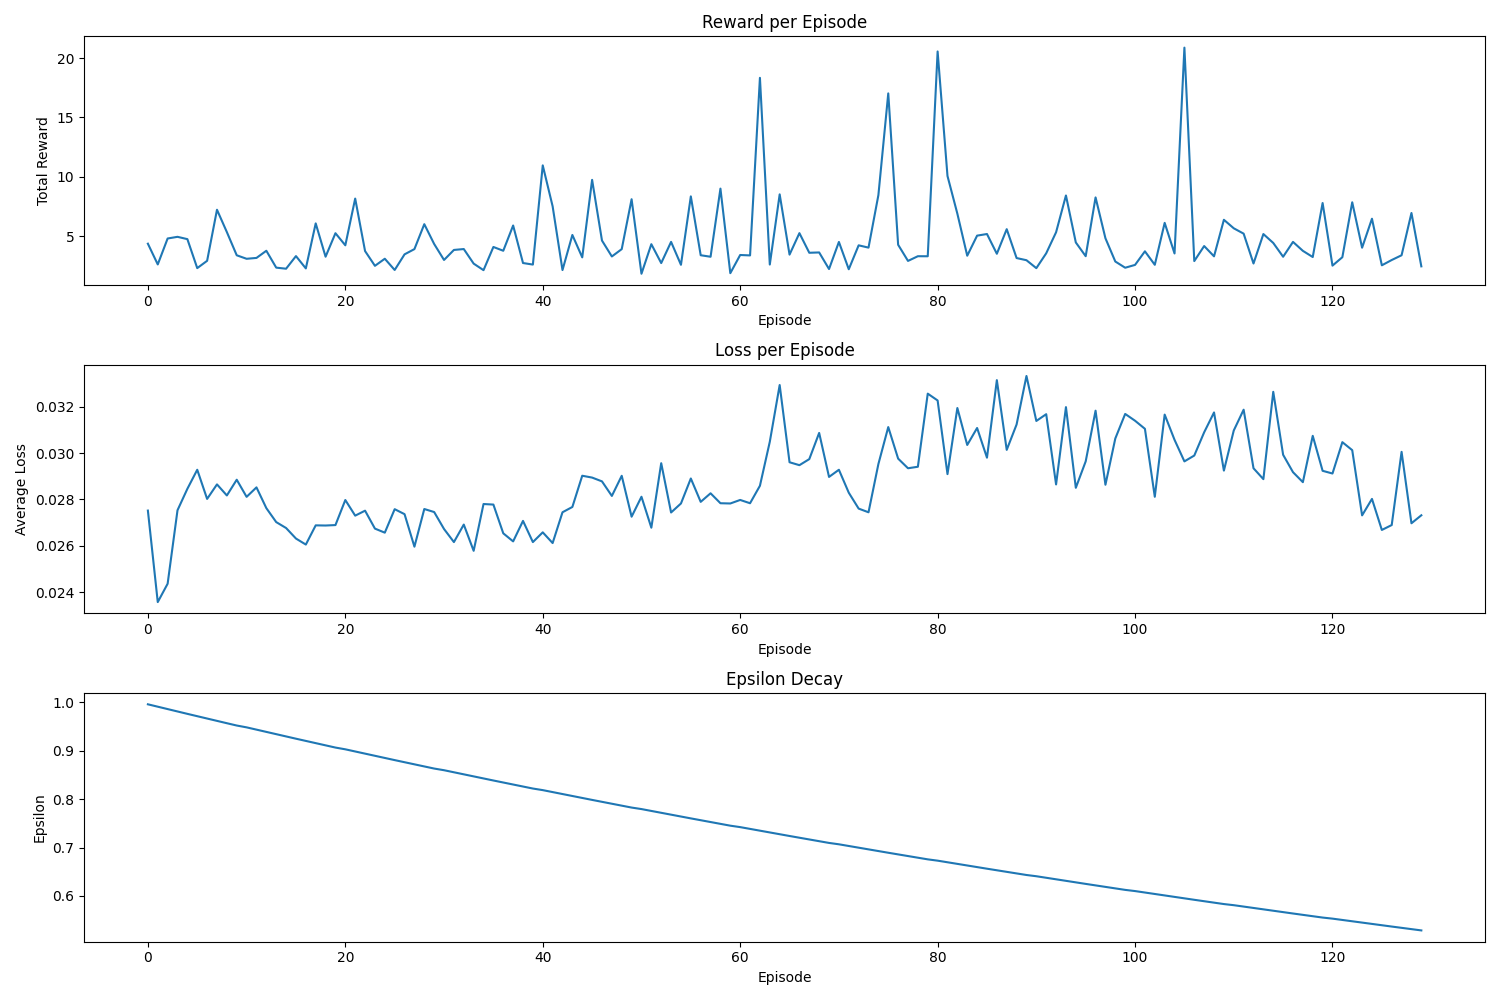 Reward per Episode
20
15
10
5
Total Reward
0 20 40 60 80 100 120
Episode
Loss per Episode
0.032
0.030
0.028
0.026
0.024
Average Loss
0 20 40 60 80 100 120
Episode
Epsilon Decay
1.0
0.9
0.8
0.7
0.6
Epsilon
0 20 40 60 80 100 120
Episode